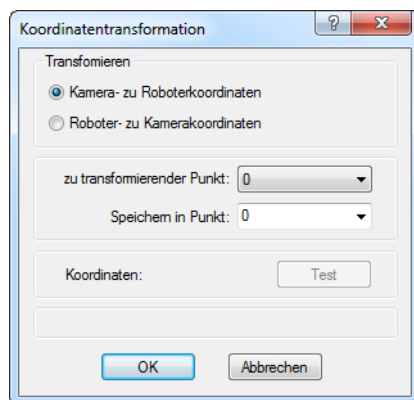 Koordinatentransformation
Transfomieren
Kamera- zu Roboterkoordinaten
Roboter- zu Kamerakoordinaten
zu transformierender Punkt: 0
Speichern in Punkt: 0
Koordinaten: Test
OK Abbrechen